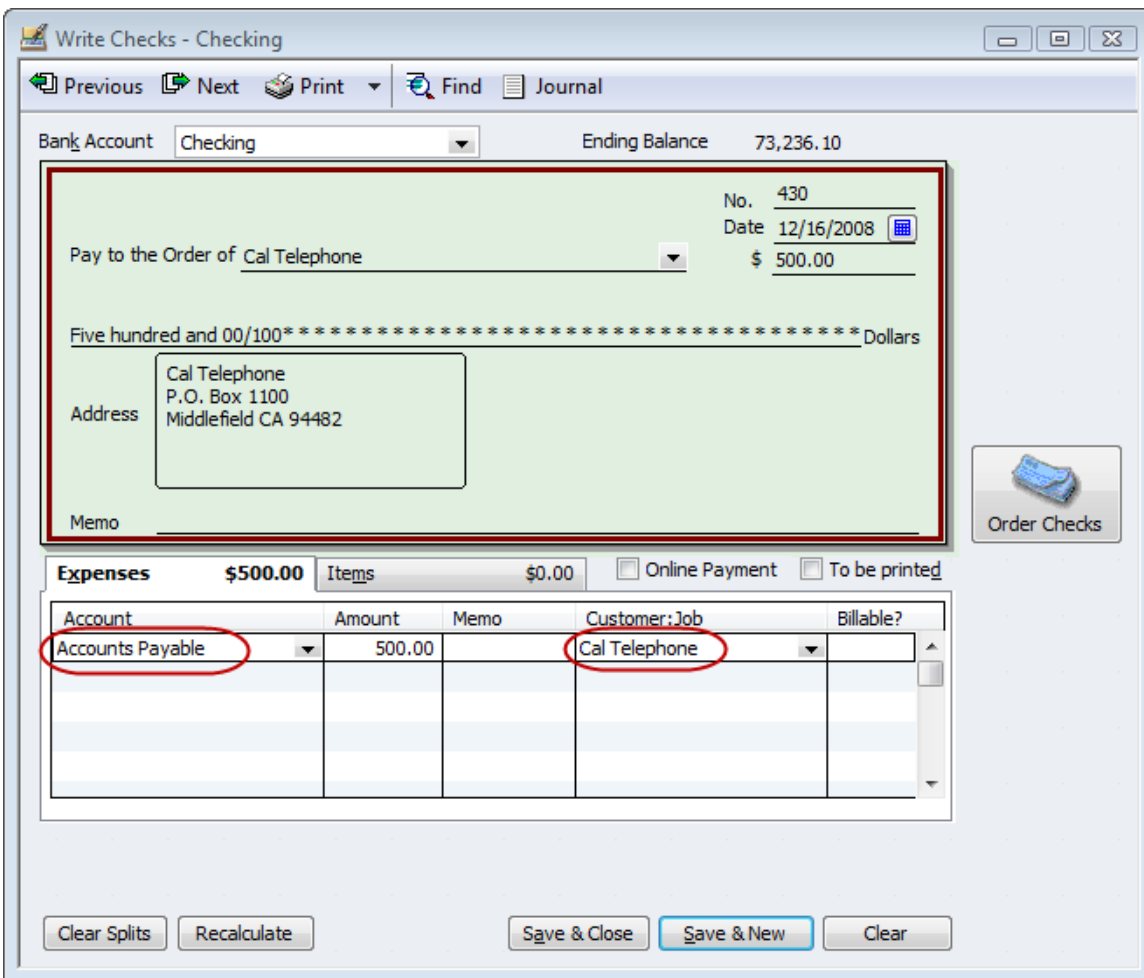 Write Checks - Checking
Previous Next Print Find Journal
Bank Account Checking Ending Balance 73,236.10
No. 430
Date 12/16/2008
Pay to the Order of Cal Telephone $ 500.00
Five hundred and 00/100* * * * * * * * * * * * * * * * * * * * * * * * * * * * * * * * * * * * * Dollars
Cal Telephone
P.O. Box 1100
Address Middlefield CA 94482
Memo
Order Checks
Expenses $500.00 Items $0.00 Online Payment To be printed
Account Amount Memo Customer:Job Billable?
Accounts Payable 500.00 Cal Telephone
Clear Splits Recalculate Save & Close Save & New Clear